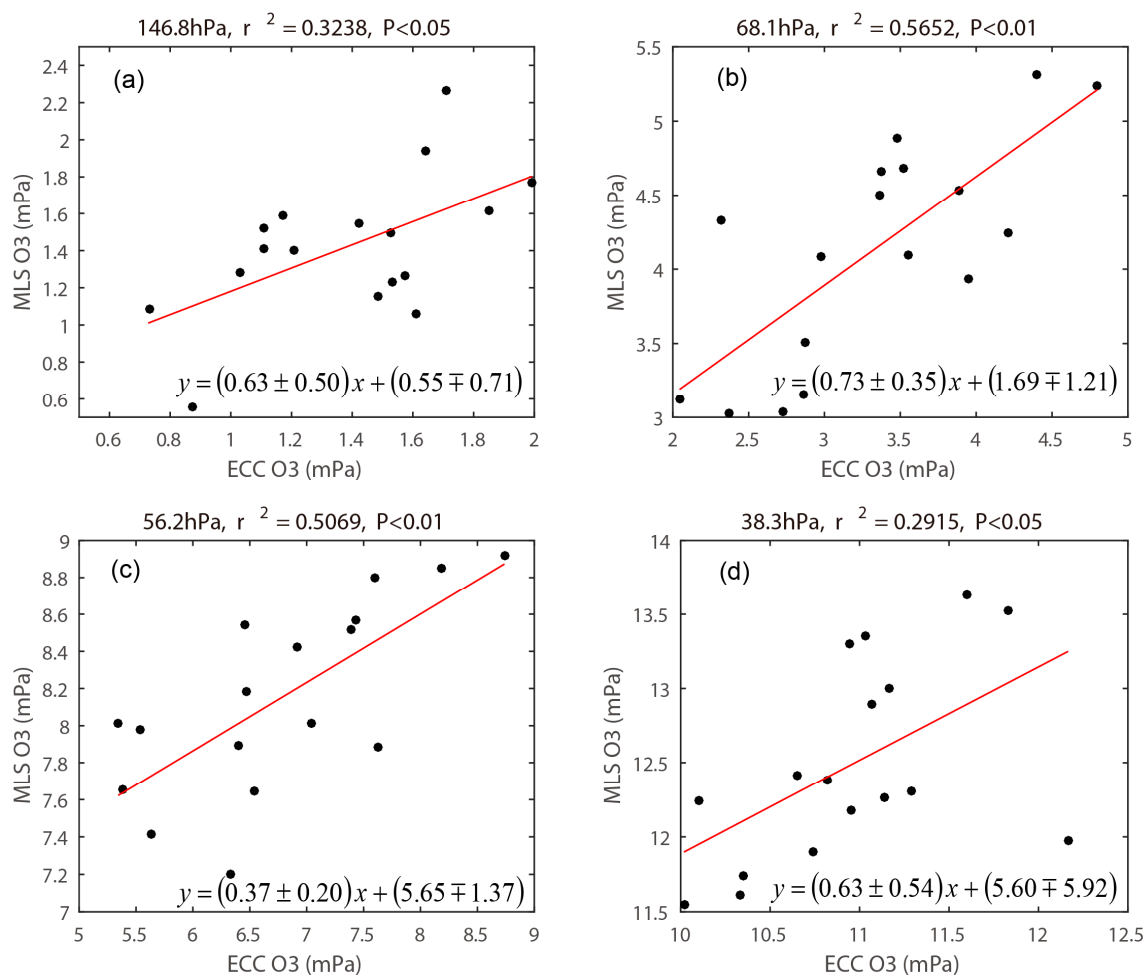 146.8hPa, r 2 = 0.3238, P<0.05
(a)
2.4
2.2
2
1.8
1.6
1.4
1.2
1
0.8
0.6
MLS O3 (mPa)
y = (0.63 ± 0.50)x + (0.55 ∓ 0.71)
0.6 0.8 1 1.2 1.4 1.6 1.8 2
ECC O3 (mPa)
68.1hPa, r 2 = 0.5652, P<0.01
(b)
5.5
5
4.5
4
3.5
3
MLS O3 (mPa)
y = (0.73 ± 0.35)x + (1.69 ∓ 1.21)
2 2.5 3 3.5 4 4.5 5
ECC O3 (mPa)
56.2hPa, r 2 = 0.5069, P<0.01
(c)
9
8.8
8.6
8.4
8.2
8
7.8
7.6
7.4
7.2
7
MLS O3 (mPa)
y = (0.37 ± 0.20)x + (5.65 ∓ 1.37)
5 5.5 6 6.5 7 7.5 8 8.5 9
ECC O3 (mPa)
38.3hPa, r 2 = 0.2915, P<0.05
(d)
14
13.5
13
12.5
12
11.5
MLS O3 (mPa)
y = (0.63 ± 0.54)x + (5.60 ∓ 5.92)
10 10.5 11 11.5 12 12.5
ECC O3 (mPa)